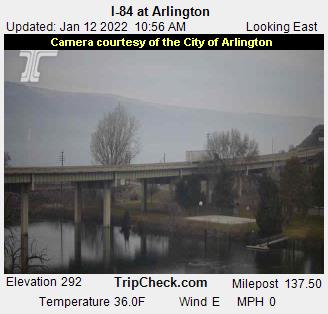 I-84 at Arlington
Updated: Jan 12 2022 10:56 AM Looking East
Camera courtesy of the City of Arlington
Elevation 292 TripCheck.com Milepost 137.50
Temperature 36.0F Wind E MPH 0